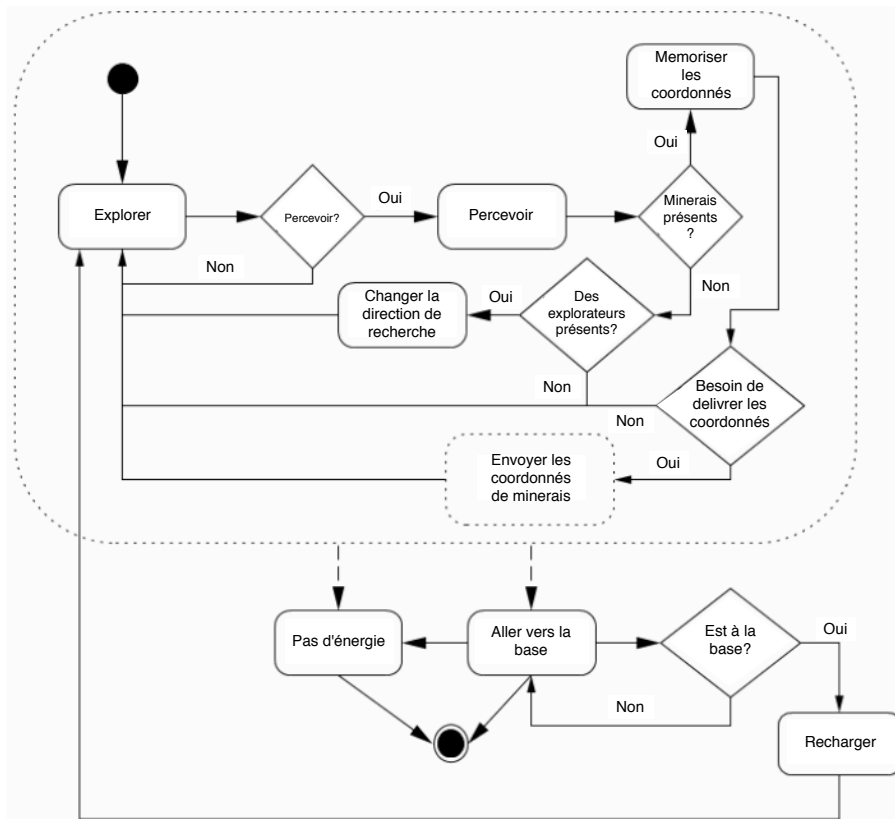 Memoriser
les
coordonnés
Oui
Explorer
Percevoir?
Oui
Percevoir
Minerais
présents
?
Non
Non
Changer la
direction de
recherche
Oui
Des
explorateurs
présents?
Non
Besoin de
delivrer les
coordonnés
Non
Envoyer les
coordonnés
de minerais
Oui
Pas d'énergie
Aller vers la
base
Est à la
base?
Oui
Non
Recharger